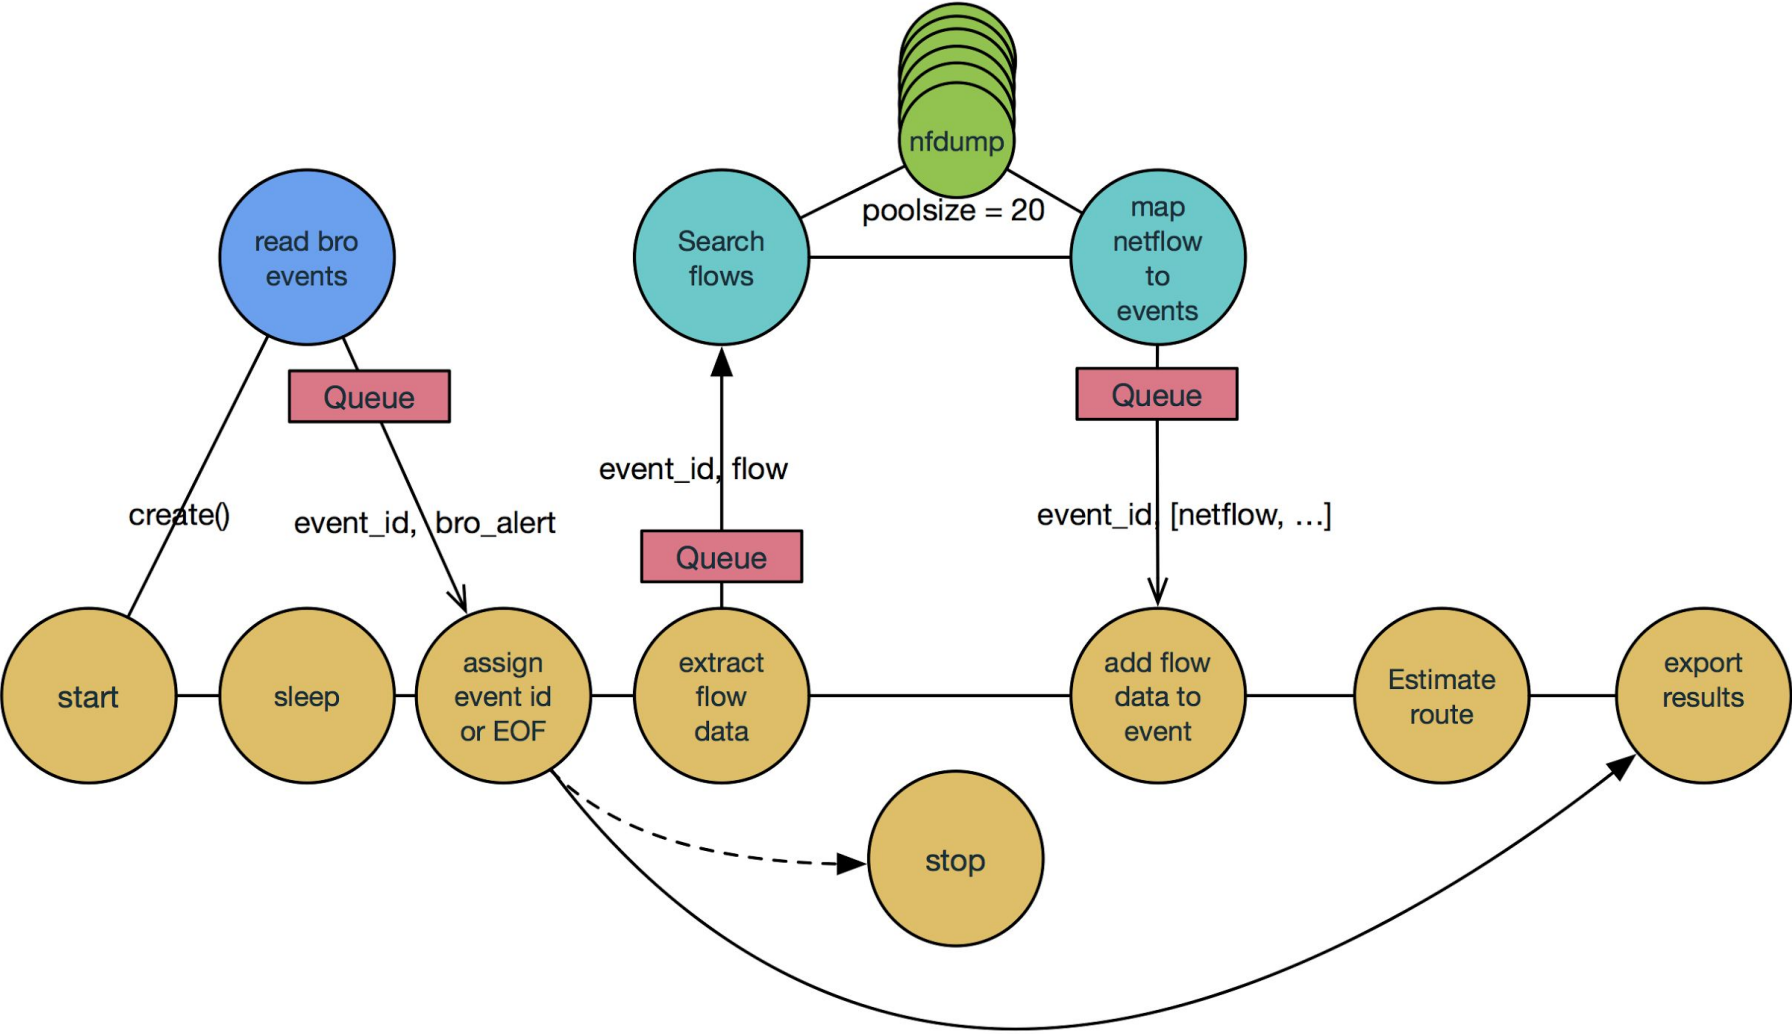 nfdump
poolsize = 20
read bro
events
Search
flows
map
netflow
to
events
Queue
Queue
event_id, flow
create()
event_id, bro_alert
event_id, [netflow, ...]
Queue
start
sleep
assign
event id
or EOF
extract
flow
data
add flow
data to
event
Estimate
route
export
results
stop